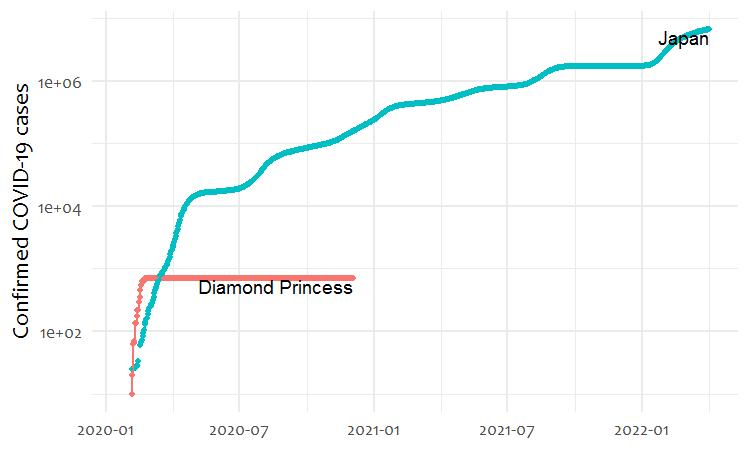 Confirmed COVID-19 cases
1e+06
1e+04
1e+02
Japan
Diamond Princess
2020-01
2020-07
2021-01
2021-07
2022-01